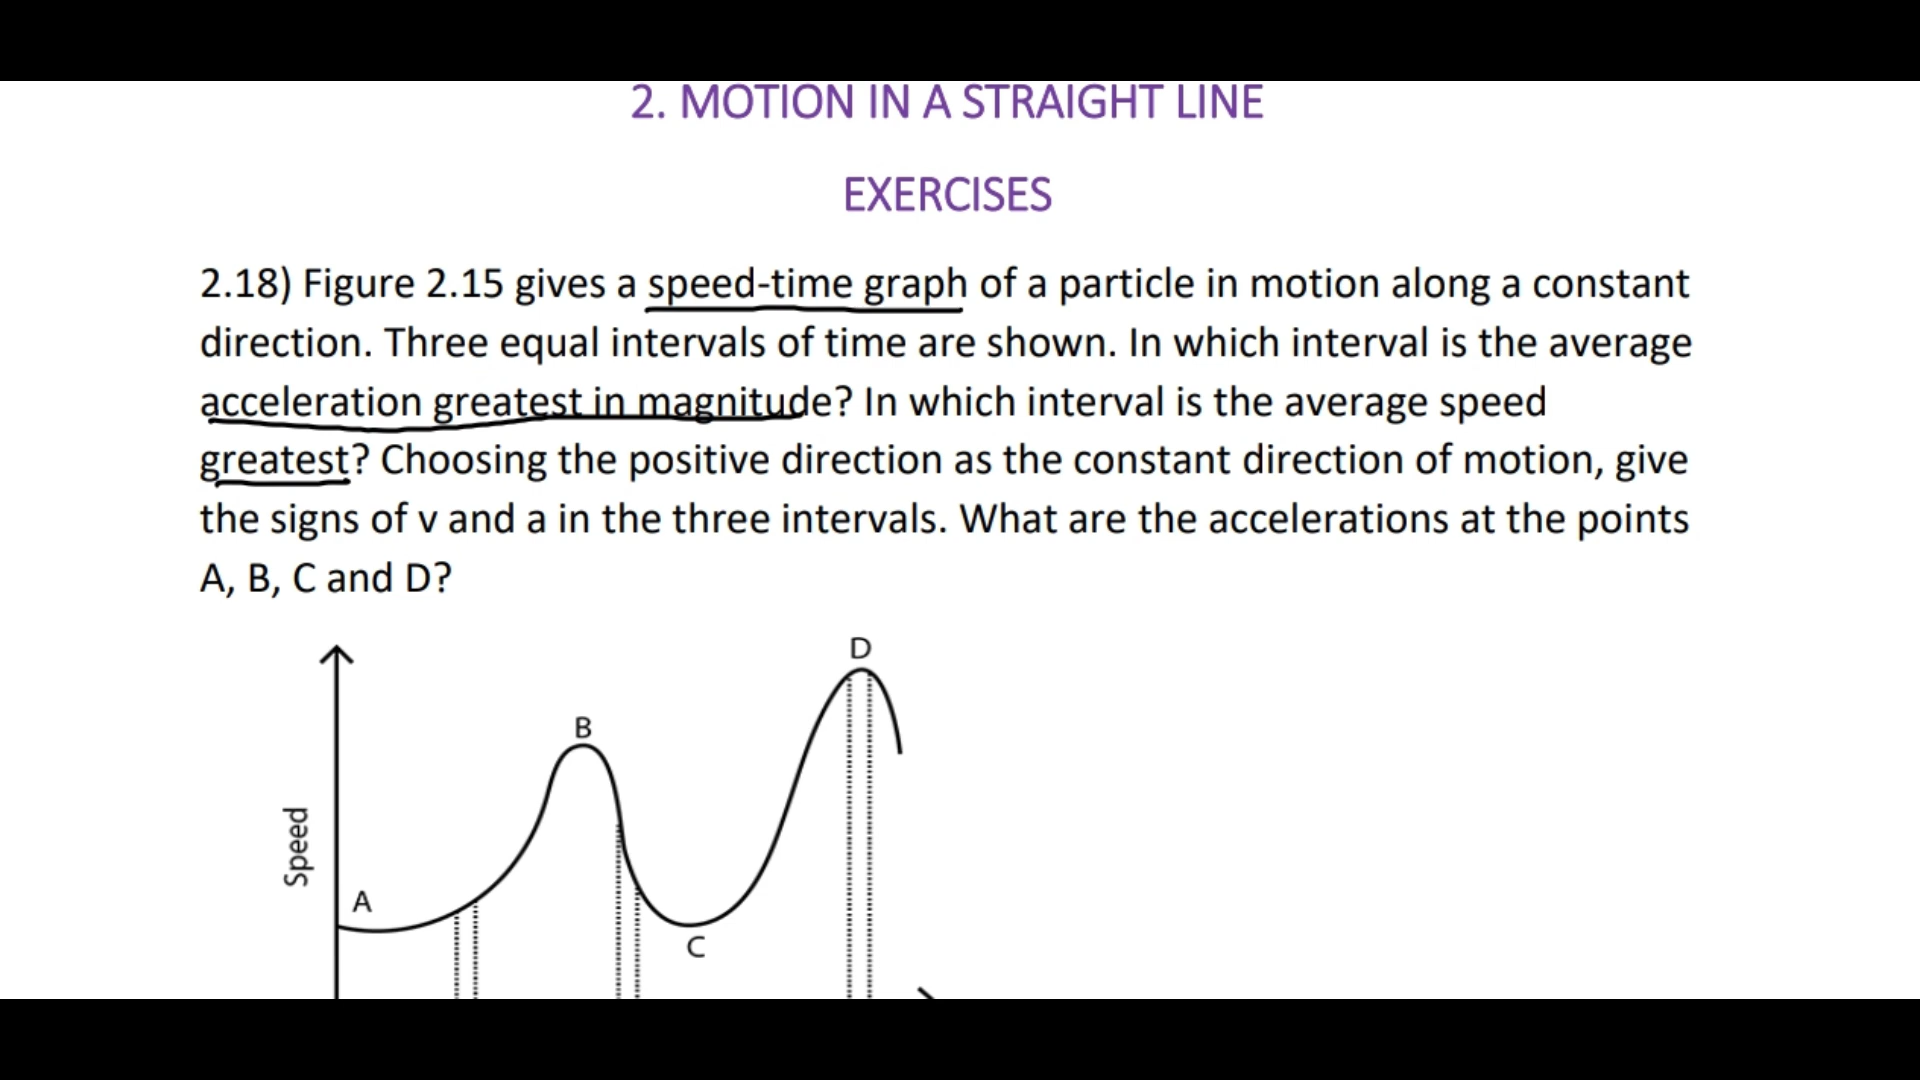 2. MOTION IN A STRAIGHT LINE
EXERCISES
2.18) Figure 2.15 gives a speed-time graph of a particle in motion along a constant
direction. Three equal intervals of time are shown. In which interval is the average
acceleration greatest in magnitude? In which interval is the average speed
greatest? Choosing the positive direction as the constant direction of motion, give
the signs of v and a in the three intervals. What are the accelerations at the points
A, B, C and D?
D
B
Speed
A
C